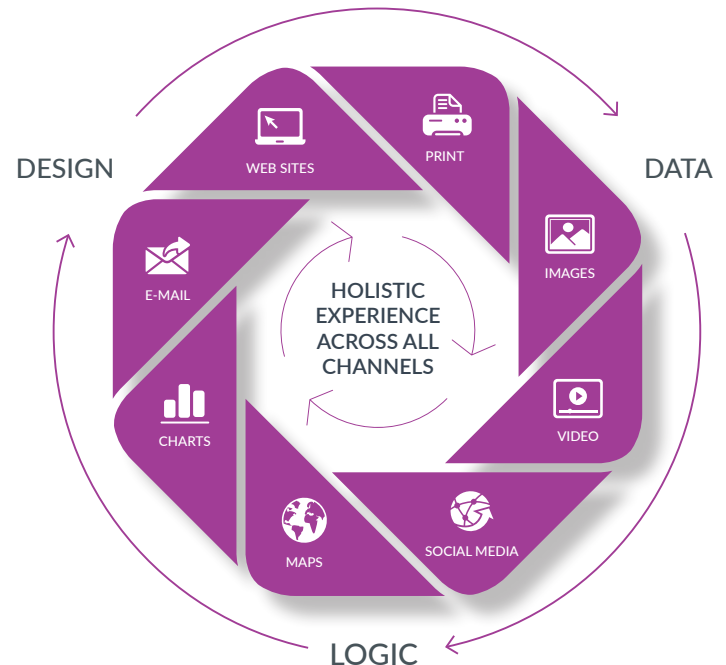 DESIGN
DATA
LOGIC
WEB SITES
PRINT
IMAGES
VIDEO
SOCIAL MEDIA
MAPS
CHARTS
E-MAIL
HOLISTIC
EXPERIENCE
ACROSS ALL
CHANNELS